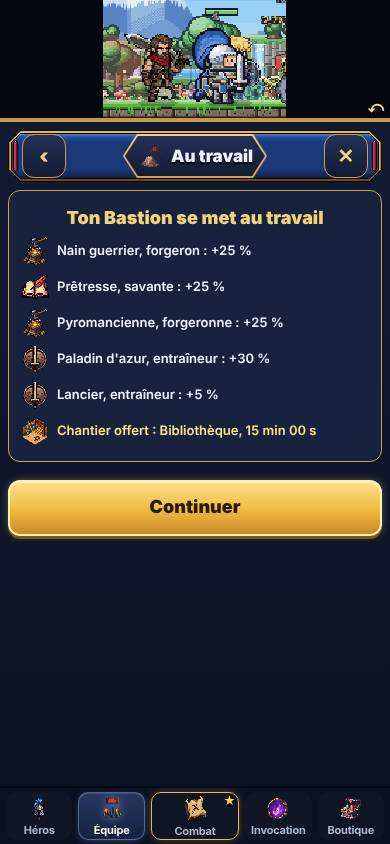 Au travail
Ton Bastion se met au travail
Nain guerrier, forgeron : +25 %
Prêtresse, savante : +25 %
Pyromancienne, forgeronne : +25 %
Paladin d'azur, entraîneur : +30 %
Lancier, entraîneur : +5 %
Chantier offert : Bibliothèque, 15 min 00 s
Continuer
Héros
Équipe
Combat
Invocation
Boutique